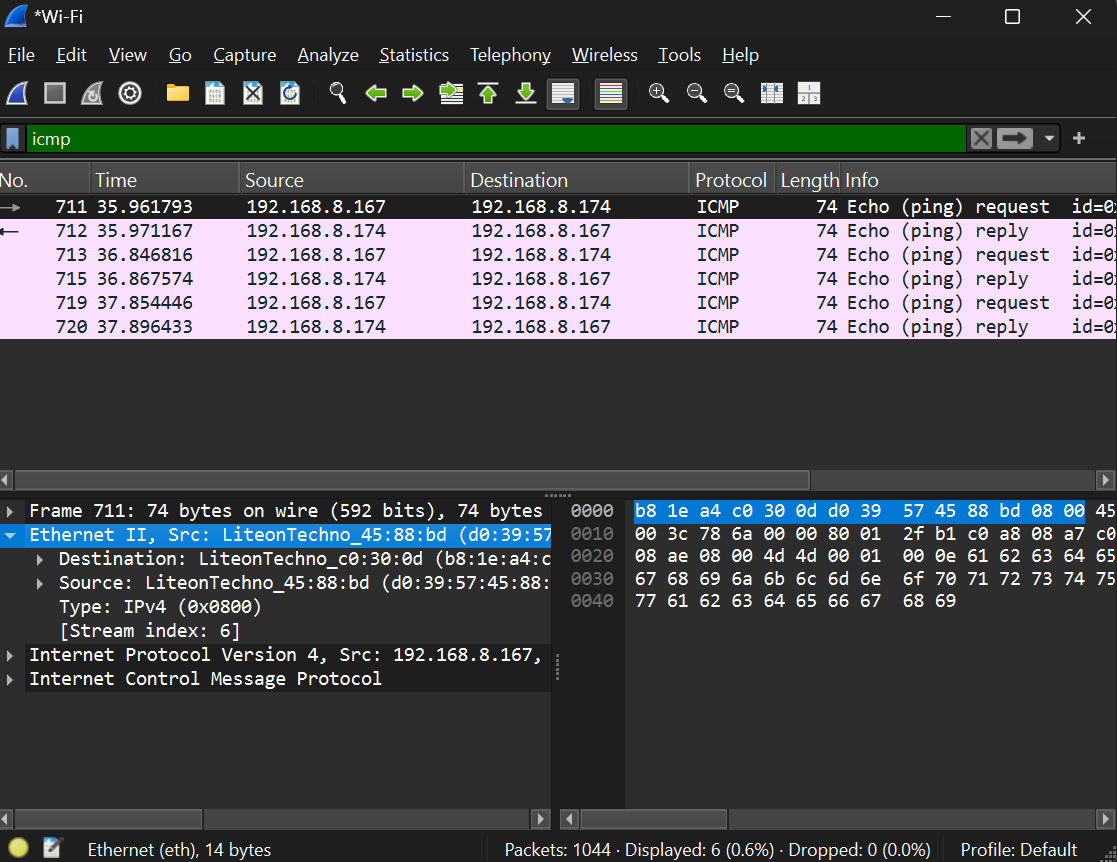 *Wi-Fi
File Edit View Go Capture Analyze Statistics Telephony Wireless Tools Help
icmp
No. Time Source Destination Protocol Length Info
711 35.961793 192.168.8.167 192.168.8.174 ICMP 74 Echo (ping) request id=0
712 35.971167 192.168.8.174 192.168.8.167 ICMP 74 Echo (ping) reply id=0
713 36.846816 192.168.8.167 192.168.8.174 ICMP 74 Echo (ping) request id=0
715 36.867574 192.168.8.174 192.168.8.167 ICMP 74 Echo (ping) reply id=0
719 37.854446 192.168.8.167 192.168.8.174 ICMP 74 Echo (ping) request id=0
720 37.896433 192.168.8.174 192.168.8.167 ICMP 74 Echo (ping) reply id=0
Frame 711: 74 bytes on wire (592 bits), 74 bytes
Ethernet II, Src: LiteonTechno_45:88:bd (d0:39:57
Destination: LiteonTechno_c0:30:0d (b8:1e:a4:c
Source: LiteonTechno_45:88:bd (d0:39:57:45:88:
Type: IPv4 (0x0800)
[Stream index: 6]
Internet Protocol Version 4, Src: 192.168.8.167,
Internet Control Message Protocol
0000 b8 1e a4 c0 30 0d d0 39 57 45 88 bd 08 00 45
0010 00 3c 78 6a 00 00 80 01 2f b1 c0 a8 08 a7 c0
0020 08 ae 08 00 4d 4d 00 01 00 0e 61 62 63 64 65
0030 67 68 69 6a 6b 6c 6d 6e 6f 70 71 72 73 74 75
0040 77 61 62 63 64 65 66 67 68 69
Ethernet (eth), 14 bytes
Packets: 1044 · Displayed: 6 (0.6%) · Dropped: 0 (0.0%)
Profile: Default